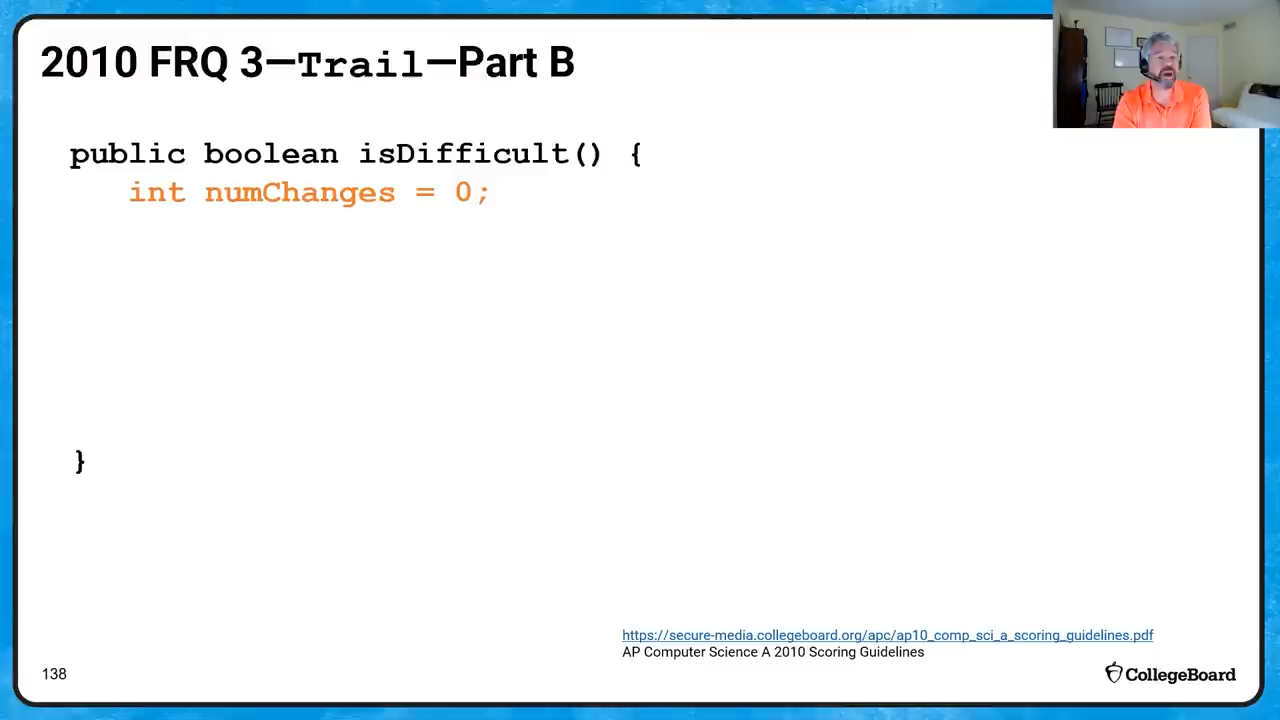 2010 FRQ 3—Trail—Part B
public boolean isDifficult() {
int numChanges = 0;
}
https://secure-media.collegeboard.org/apc/ap10_comp_sci_a_scoring_guidelines.pdf
AP Computer Science A 2010 Scoring Guidelines
138
CollegeBoard